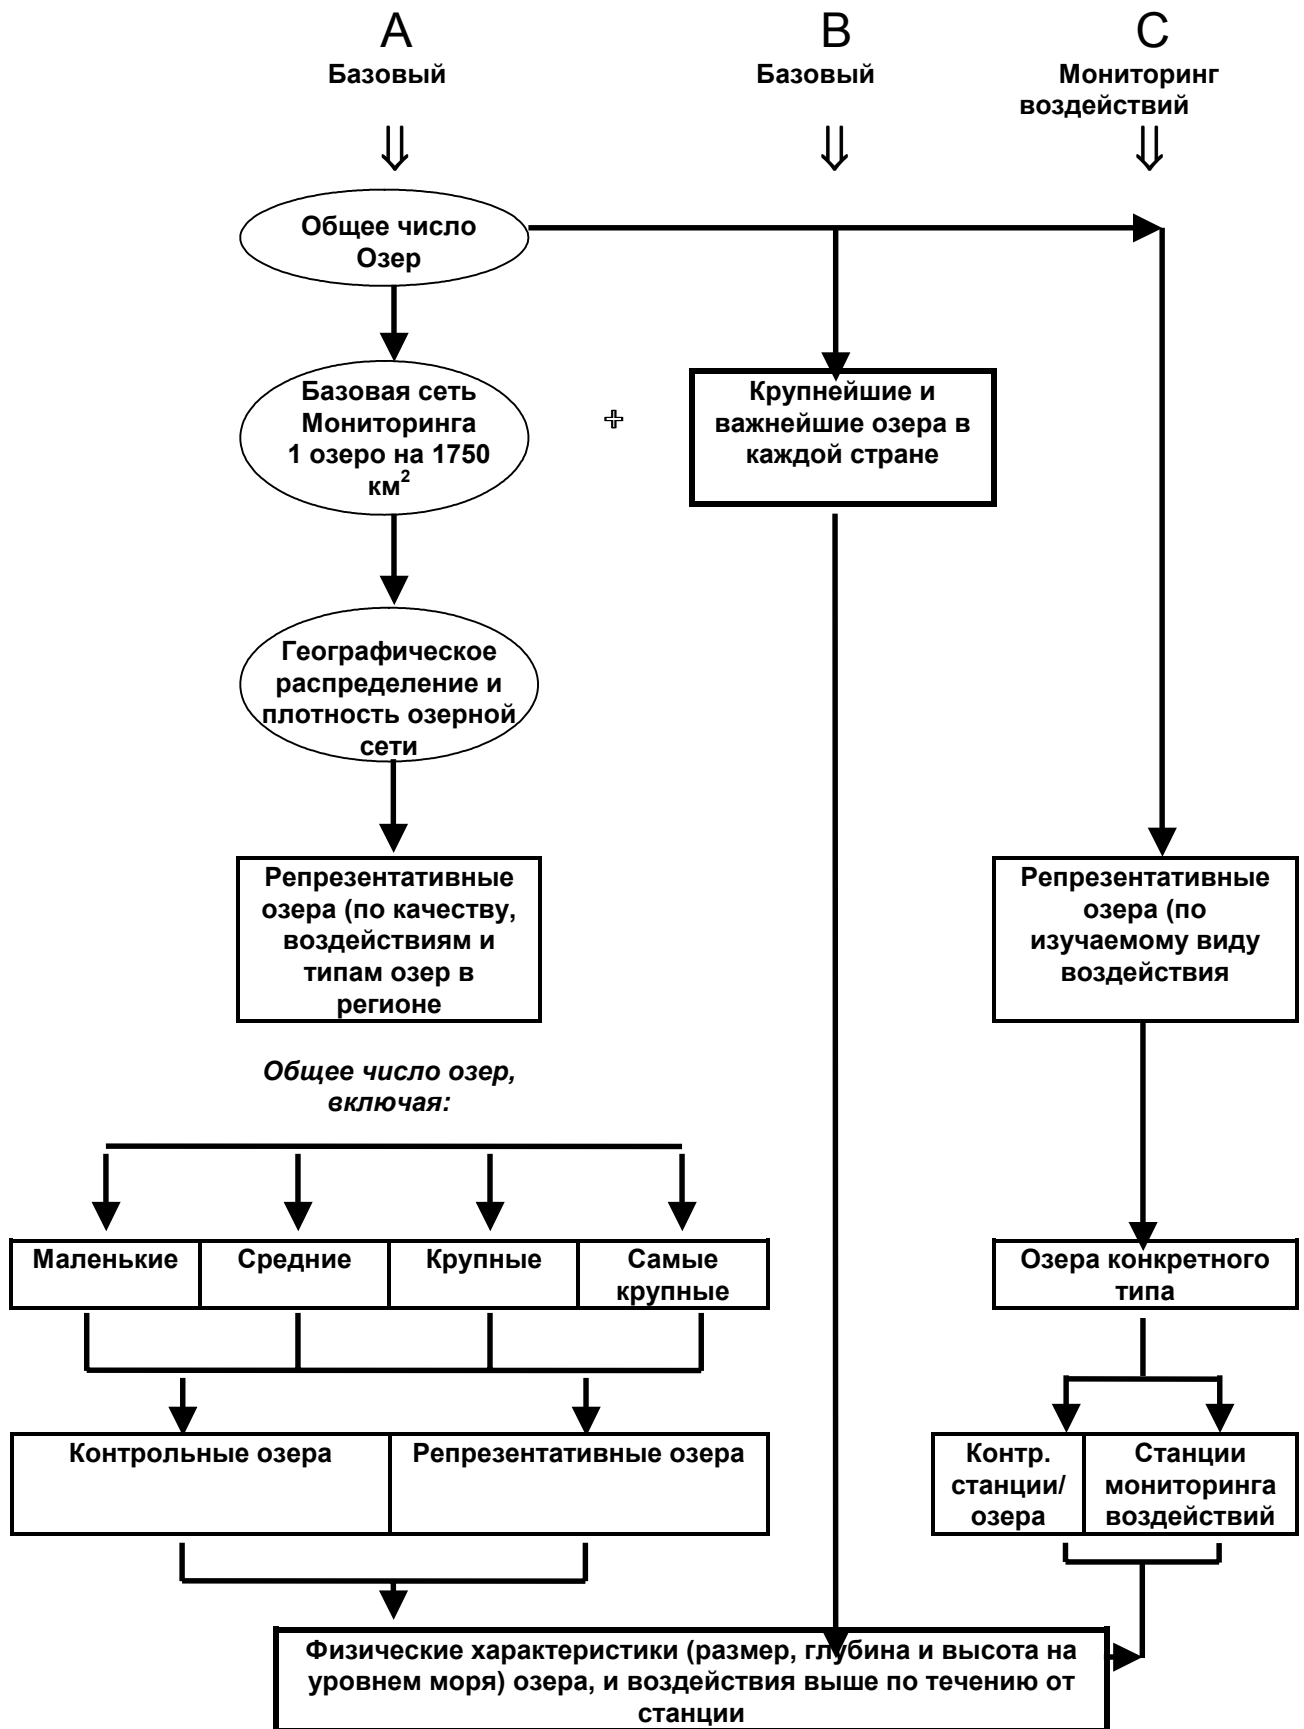 A
Базовый
B
Базовый
C
Мониторинг
воздействий
Общее число
Озер
Базовая сеть
Мониторинга
1 озеро на 1750
км²
Крупнейшие и
важнейшие озера в
каждой стране
Географическое
распределение и
плотность озерной
сети
Репрезентативные
озера (по качеству,
воздействиям и
типам озер в
регионе
Репрезентативные
озера (по
изучаемому виду
воздействия
Общее число озер,
включая:
Маленькие
Средние
Крупные
Самые
крупные
Озера конкретного
типа
Контрольные озера
Репрезентативные озера
Контр.
станции/
озера
Станции
мониторинга
воздействий
Физические характеристики (размер, глубина и высота на
уровнем моря) озера, и воздействия выше по течению от
станции